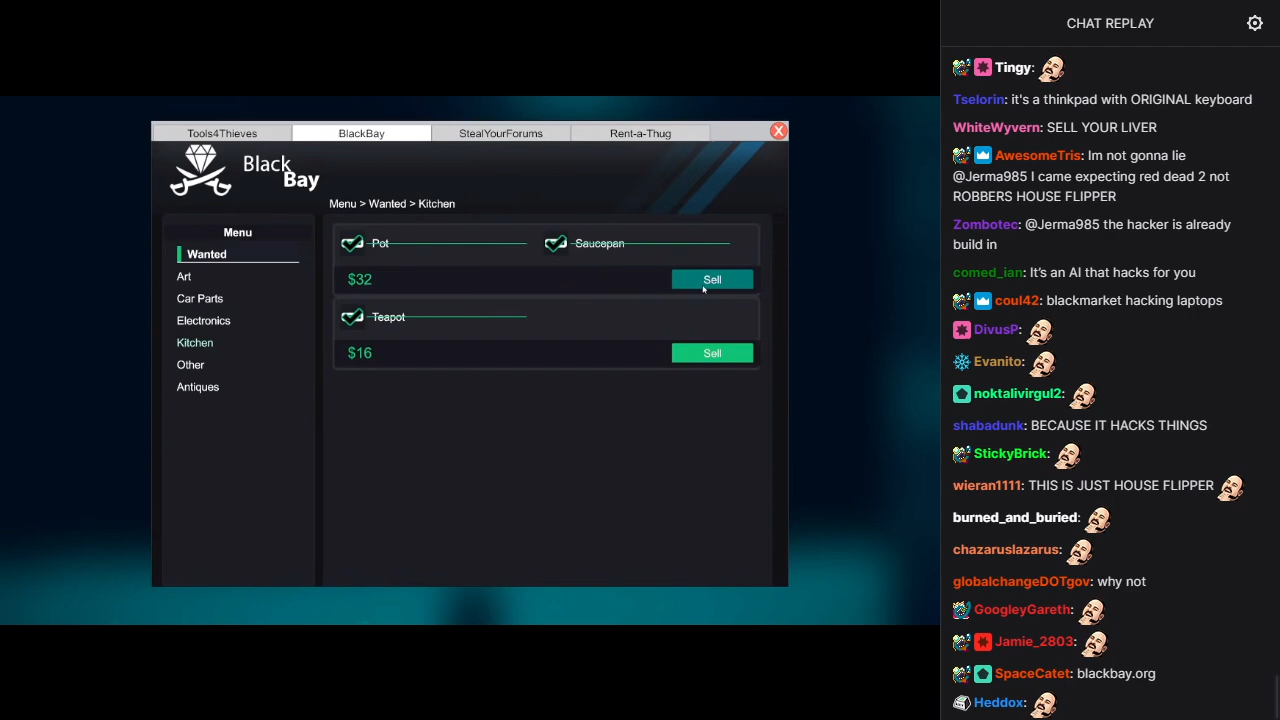 Tools4Thieves
BlackBay
StealYourForums
Rent-a-Thug
X
Black
Bay
Menu > Wanted > Kitchen
Menu
Wanted
Art
Car Parts
Electronics
Kitchen
Other
Antiques
Pot
Saucepan
$32
Sell
Teapot
$16
Sell
CHAT REPLAY
Tingy:
Tselorin: it's a thinkpad with ORIGINAL keyboard
WhiteWyvern: SELL YOUR LIVER
AwesomeTris: Im not gonna lie
@Jerma985 I came expecting red dead 2 not
ROBBERS HOUSE FLIPPER
Zombotec: @Jerma985 the hacker is already
build in
comed_ian: It's an AI that hacks for you
coul42: blackmarket hacking laptops
DivusP:
Evanito:
noktalivirgul2:
shabadunk: BECAUSE IT HACKS THINGS
StickyBrick:
wieran1111: THIS IS JUST HOUSE FLIPPER
burned_and_buried:
chazaruslazarus:
globalchangeDOTgov: why not
GoogleyGareth:
Jamie_2803:
SpaceCatet: blackbay.org
Heddox: